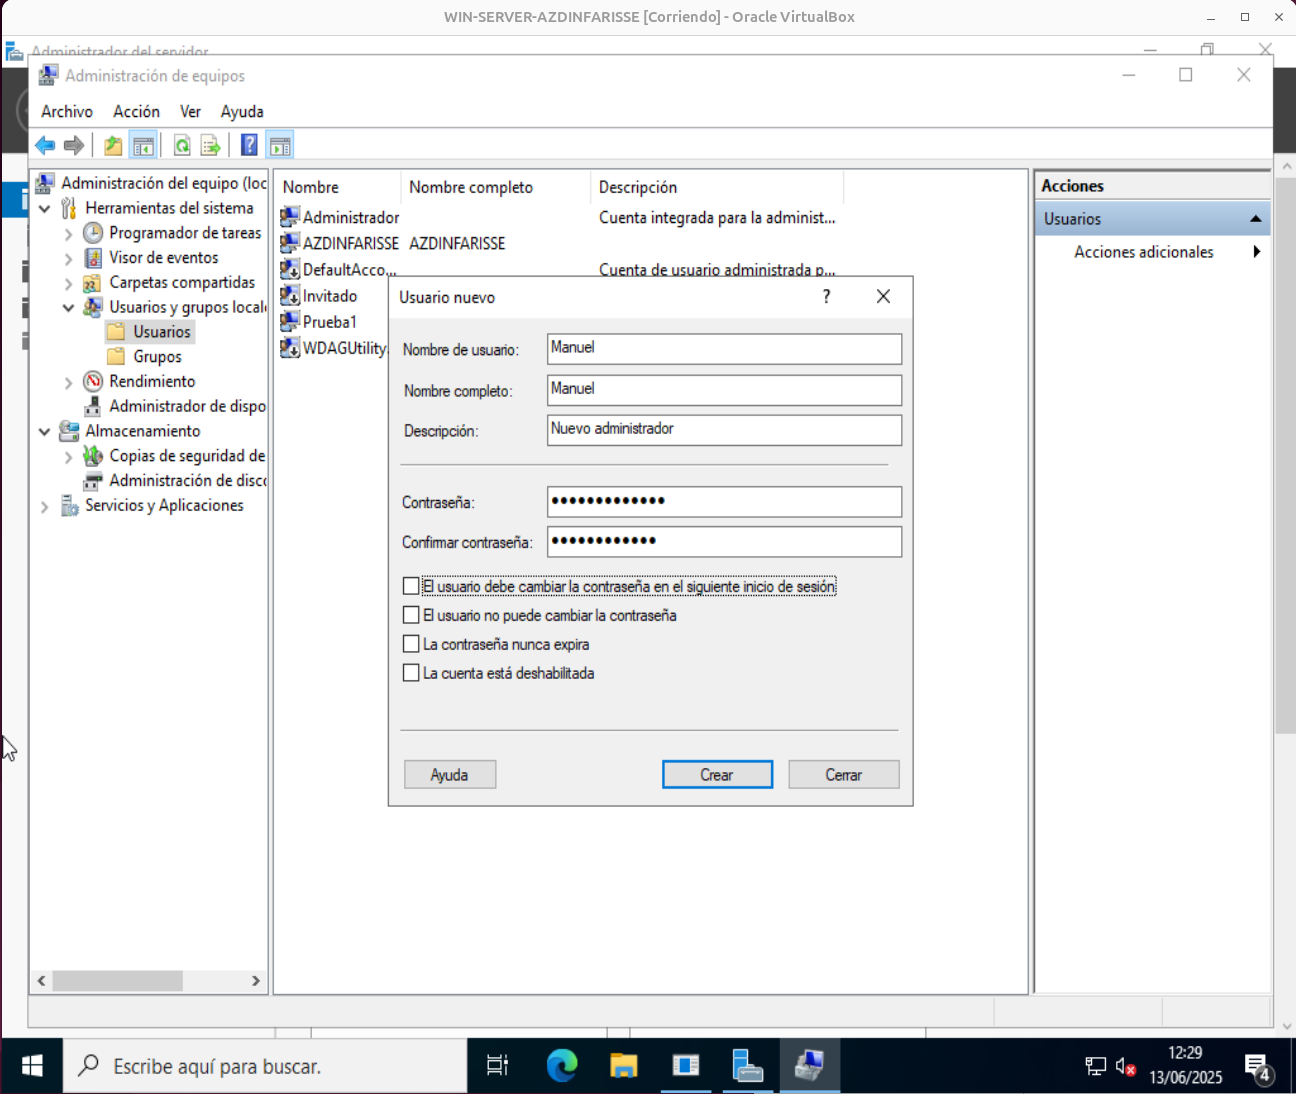 WIN-SERVER-AZDINFARISSE [Corriendo] - Oracle VirtualBox
Administrador del servidor
Administración de equipos
Archivo Acción Ver Ayuda
Administración del equipo (loc
Herramientas del sistema
Programador de tareas
Visor de eventos
Carpetas compartidas
Usuarios y grupos local
Usuarios
Grupos
Rendimiento
Administrador de dispo
Almacenamiento
Copias de seguridad de
Administración de disco
Servicios y Aplicaciones
Nombre Nombre completo Descripción
Administrador Cuenta integrada para la administ...
AZDINFARISSE AZDINFARISSE
DefaultAcco... Cuenta de usuario administrada p...
Invitado
Prueba1
WDAGUtility
Acciones
Usuarios
Acciones adicionales
Usuario nuevo ?
Nombre de usuario: Manuel
Nombre completo: Manuel
Descripción: Nuevo administrador
Contraseña: •••••••••••••
Confirmar contraseña: ••••••••••••
El usuario debe cambiar la contraseña en el siguiente inicio de sesión
El usuario no puede cambiar la contraseña
La contraseña nunca expira
La cuenta está deshabilitada
Ayuda Crear Cerrar
Escribe aquí para buscar.
12:29
13/06/2025
4